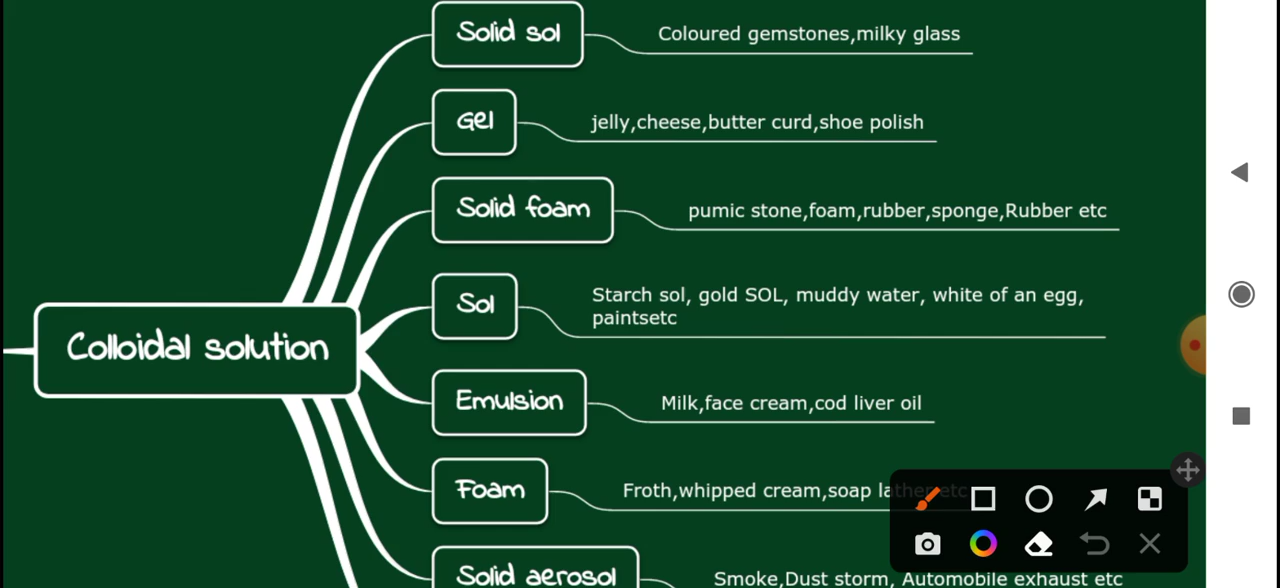 Solid sol
Coloured gemstones,milky glass
Gel
jelly,cheese,butter curd,shoe polish
Solid foam
pumic stone,foam,rubber,sponge,Rubber etc
Sol
Starch sol, gold SOL, muddy water, white of an egg,
paintsetc
Colloidal solution
Emulsion
Milk,face cream,cod liver oil
Foam
Froth,whipped cream,soap lather etc
Solid aerosol
Smoke,Dust storm, Automobile exhaust etc